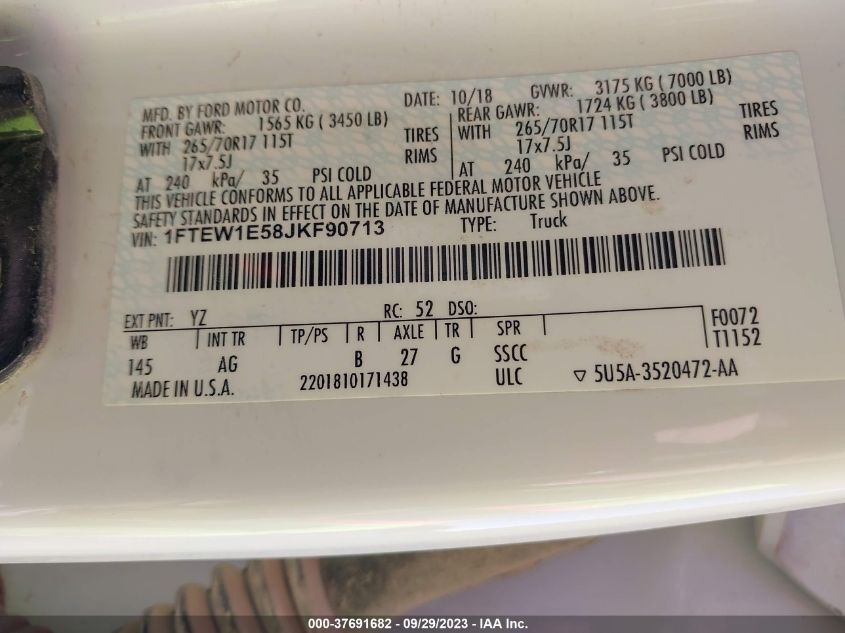 MFD. BY FORD MOTOR CO. DATE: 10/18 GVWR: 3175 KG (7000 LB)
FRONT GAWR: 1565 KG (3450 LB) REAR GAWR: 1724 KG (3800 LB)
WITH 265/70R17 115T TIRES WITH 265/70R17 115T TIRES
17x7.5J RIMS 17x7.5J RIMS
AT 240 kPa/ 35 PSI COLD AT 240 kPa/ 35 PSI COLD
THIS VEHICLE CONFORMS TO ALL APPLICABLE FEDERAL MOTOR VEHICLE
SAFETY STANDARDS IN EFFECT ON THE DATE OF MANUFACTURE SHOWN ABOVE.
VIN: 1FTEW1E58JKF90713 TYPE: Truck
EXT PNT: YZ RC: 52 DSO:
WB INT TR TP/PS R AXLE TR SPR F0072
145 AG B 27 G SSCC T1152
MADE IN U.S.A. 2201810171438 ULC ▽ 5U5A-3520472-AA
000-37691682 - 09/29/2023 - IAA Inc.